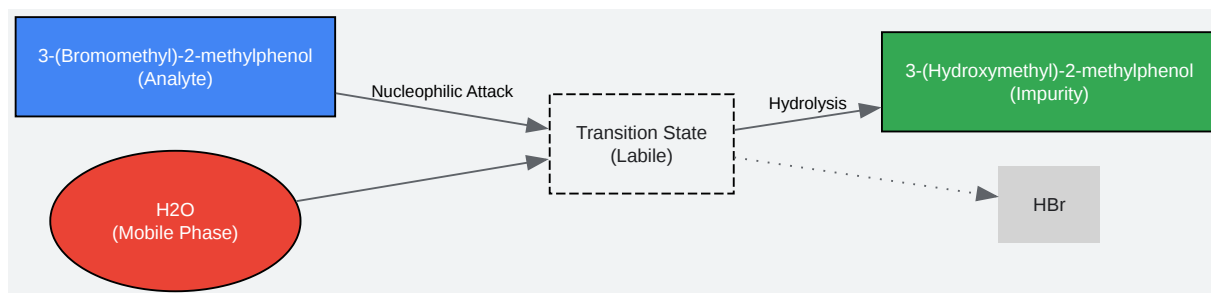 3-(Bromomethyl)-2-methylphenol
(Analyte)
Nucleophilic Attack
H2O
(Mobile Phase)
Transition State
(Labile)
Hydrolysis
3-(Hydroxymethyl)-2-methylphenol
(Impurity)
HBr